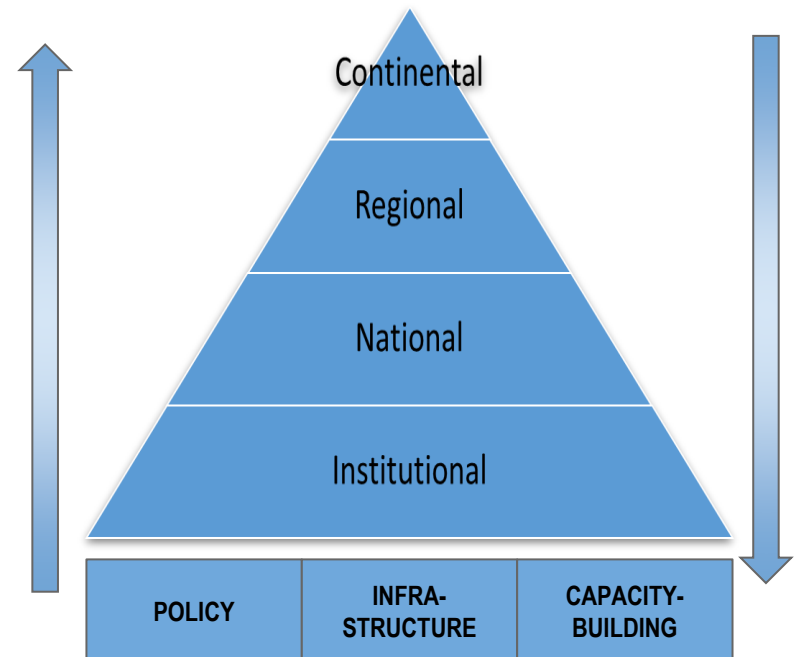 Continental
Regional
National
Institutional
POLICY
INFRA-
STRUCTURE
CAPACITY-
BUILDING